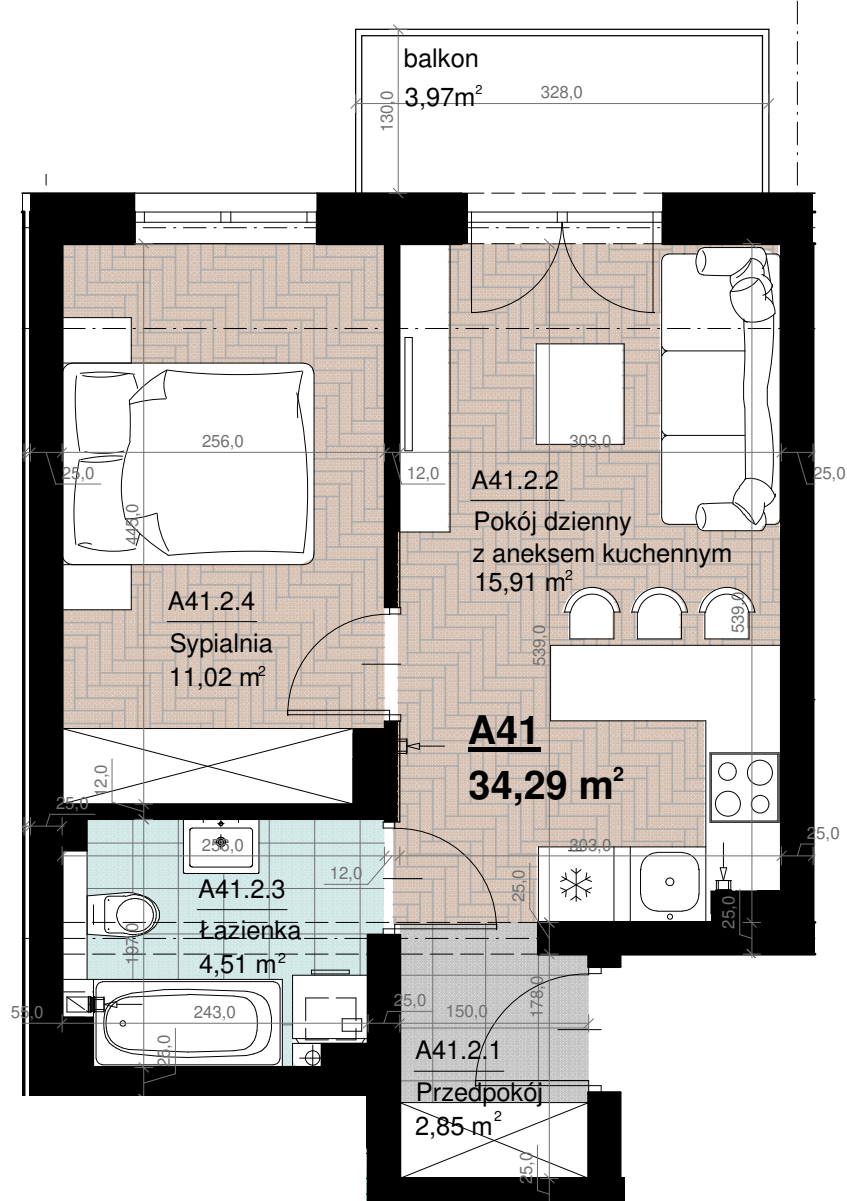 balkon
3,97m²
328,0
130,0
256,0
303,0
25,0
12,0
25,0
445,0
A41.2.2
Pokój dzienny
z aneksem kuchennym
15,91 m²
A41.2.4
Sypialnia
11,02 m²
539,0
539,0
A41
34,29 m²
12,0
25,0
256,0
303,0
25,0
12,0
25,0
25,0
A41.2.3
Łazienka
4,51 m²
197,0
55,0
243,0
25,0
150,0
178,0
25,0
A41.2.1
Przedpokój
2,85 m²
25,0